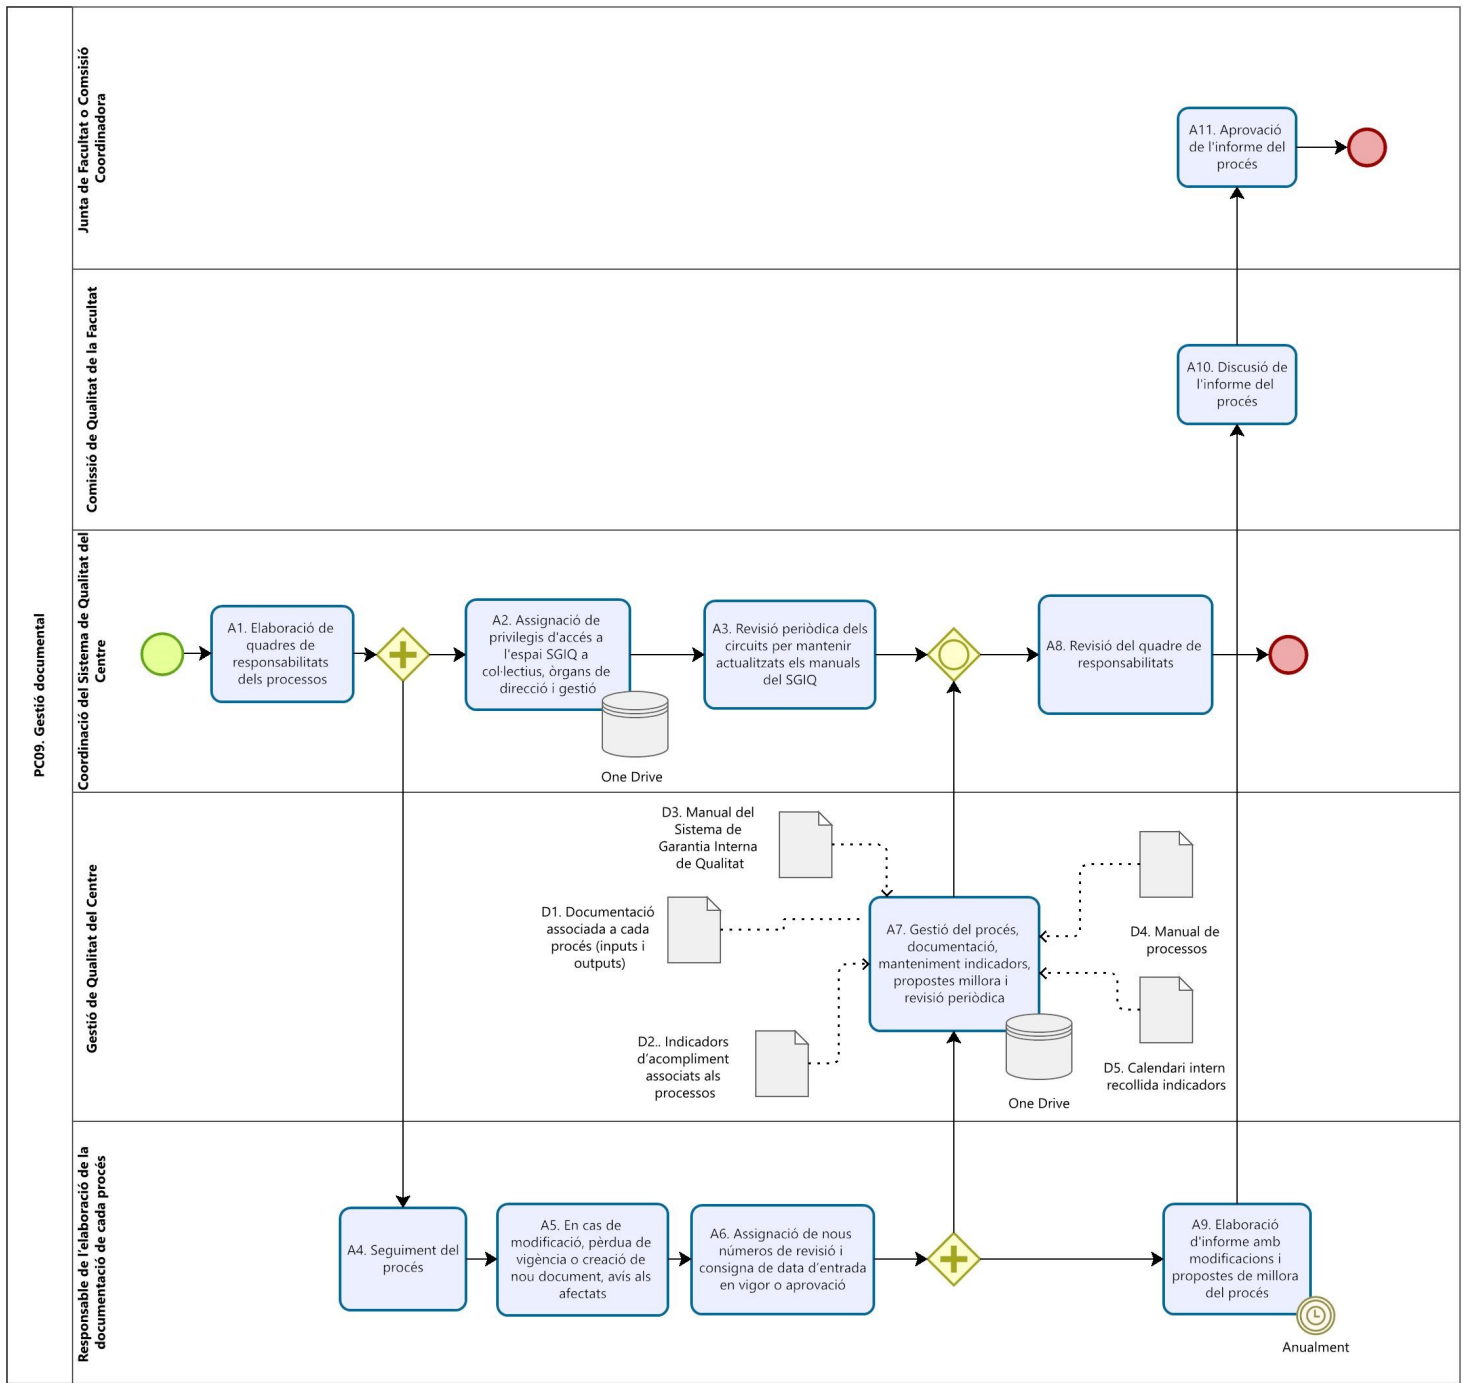 PC09. Gestió documental
Junta de Facultat o Comsisió
Coordinadora
A11. Aprovació
de l'informe del
procés
Comissió de Qualitat de la Facultat
A10. Discusió de
l'informe del
procés
Coordinació del Sistema de Qualitat del
Centre
A1. Elaboració de
quadres de
responsabilitats
dels processos
A2. Assignació de
privilegis d'accés a
l'espai SGIQ a
col·lectius, òrgans de
direcció i gestió
One Drive
A3. Revisió periòdica dels
circuits per mantenir
actualitzats els manuals
del SGIQ
A8. Revisió del quadre de
responsabilitats
Gestió de Qualitat del Centre
D3. Manual del
Sistema de
Garantia Interna
de Qualitat
D1. Documentació
associada a cada
procés (inputs i
outputs)
D2.. Indicadors
d'acompliment
associats als
processos
A7. Gestió del procés,
documentació,
manteniment indicadors,
propostes millora i
revisió periòdica
One Drive
D4. Manual de
processos
D5. Calendari intern
recollida indicadors
Responsable de l'elaboració de la
documentació de cada procés
A4. Seguiment del
procés
A5. En cas de
modificació, pèrdua de
vigència o creació de
nou document, avís als
afectats
A6. Assignació de nous
números de revisió i
consigna de data d'entrada
en vigor o aprovació
A9. Elaboració
d'informe amb
modificacions i
propostes de millora
del procés
Anualment